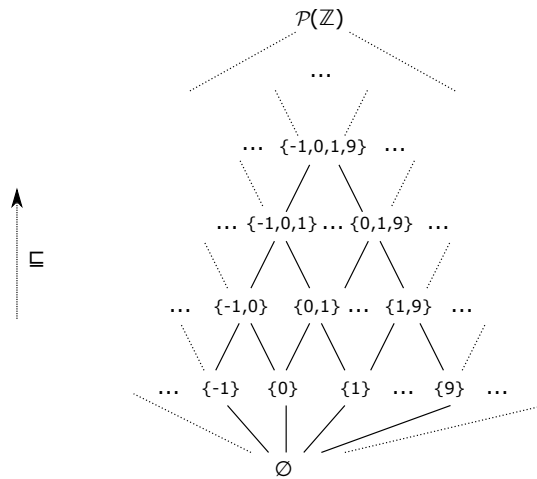 𝒫(ℤ)
...
... {-1,0,1,9} ...
... {-1,0,1} ... {0,1,9} ...
⊑
... {-1,0} {0,1} ... {1,9} ...
... {-1} {0} {1} ... {9} ...
∅